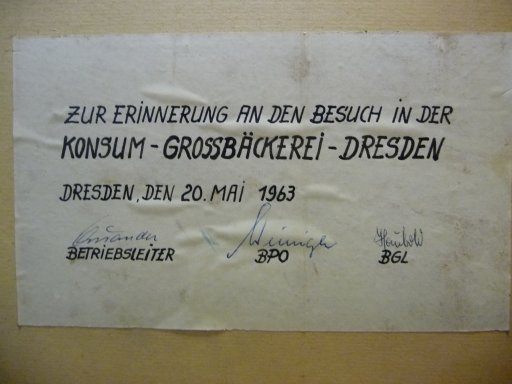 ZUR ERINNERUNG AN DEN BESUCH IN DER
KONSUM - GROSSBÄCKEREI - DRESDEN
DRESDEN, DEN 20. MAI 1963
BETRIEBSLEITER BPO BGL